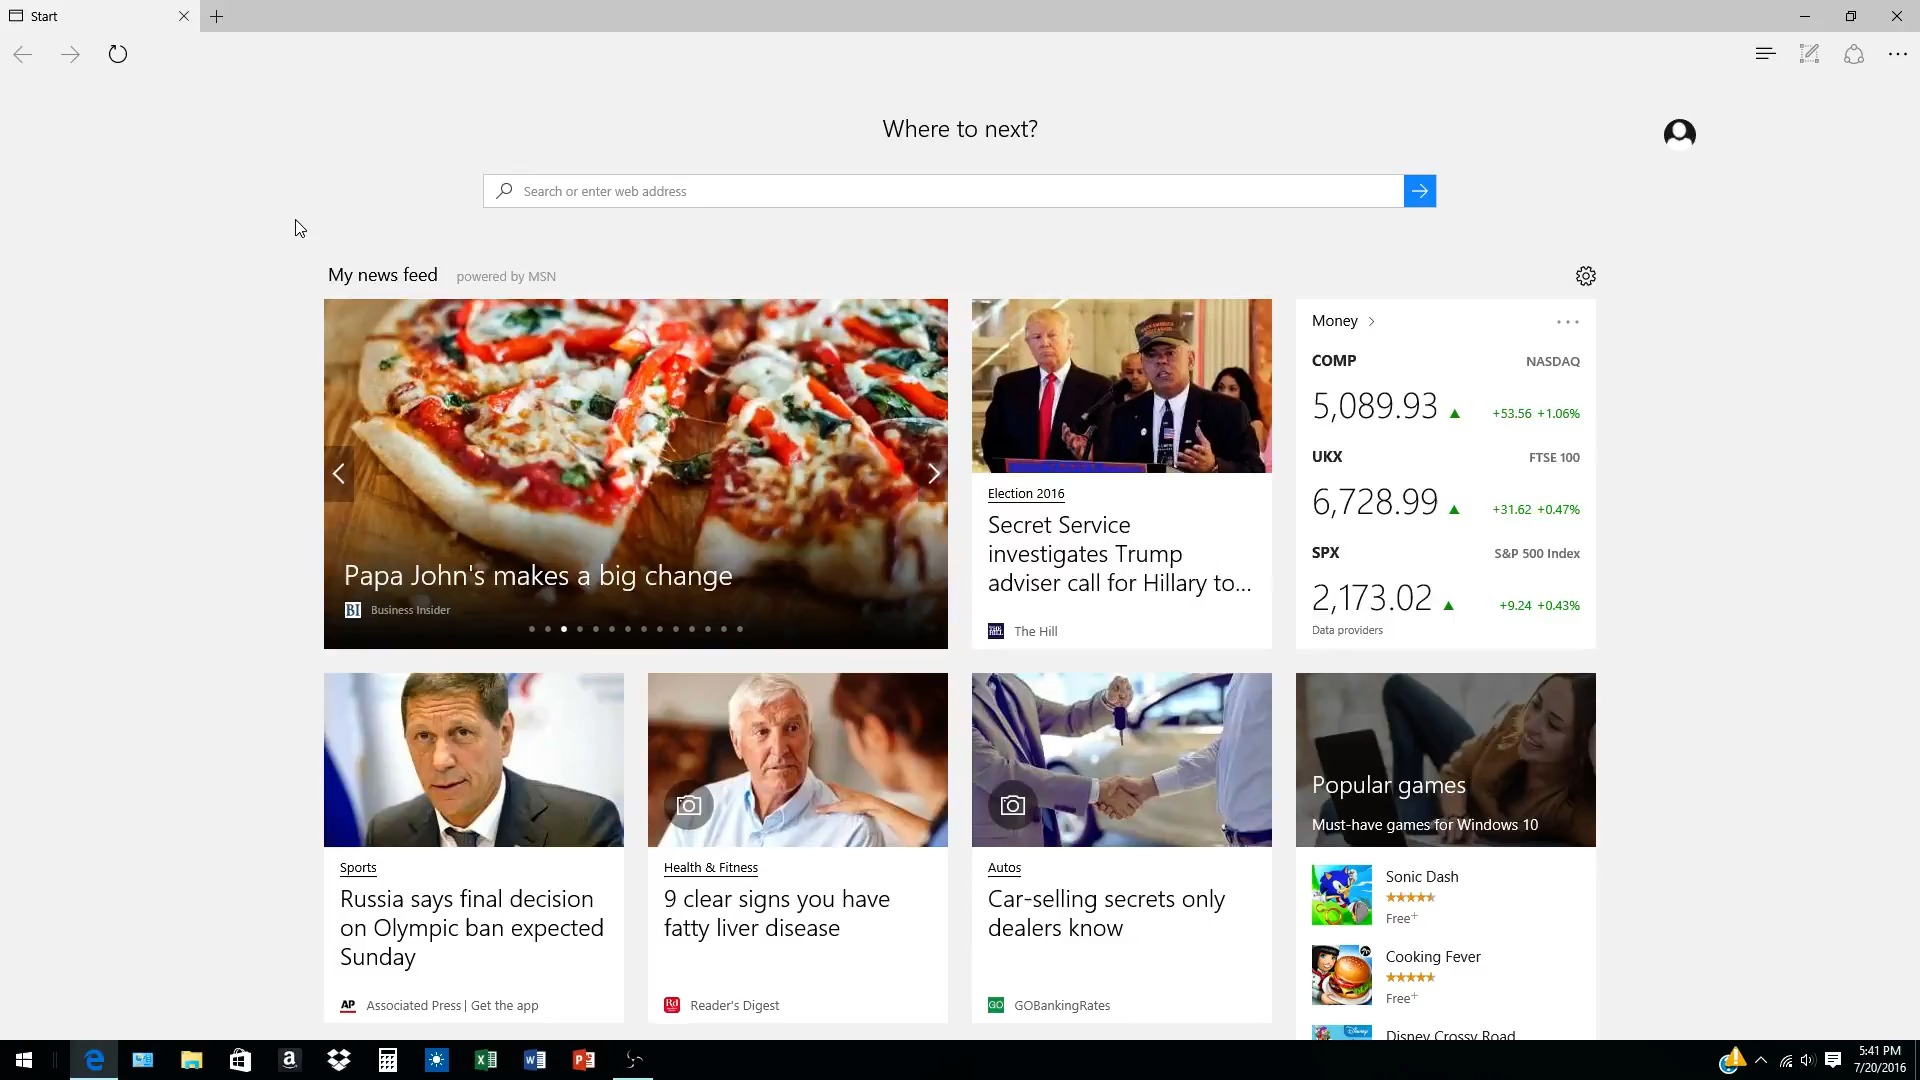 Start
Where to next?
Search or enter web address
My news feed powered by MSN
Papa John's makes a big change
BI Business Insider
Election 2016
Secret Service
investigates Trump
adviser call for Hillary to...
THE HILL The Hill
Money
COMP NASDAQ
5,089.93 +53.56 +1.06%
UKX FTSE 100
6,728.99 +31.62 +0.47%
SPX S&P 500 Index
2,173.02 +9.24 +0.43%
Data providers
Sports
Russia says final decision
on Olympic ban expected
Sunday
AP Associated Press | Get the app
Health & Fitness
9 clear signs you have
fatty liver disease
Rd Reader's Digest
Autos
Car-selling secrets only
dealers know
GO GOBankingRates
Popular games
Must-have games for Windows 10
Sonic Dash
Free+
Cooking Fever
Free+
Disney Crossy Road
5:41 PM
7/20/2016